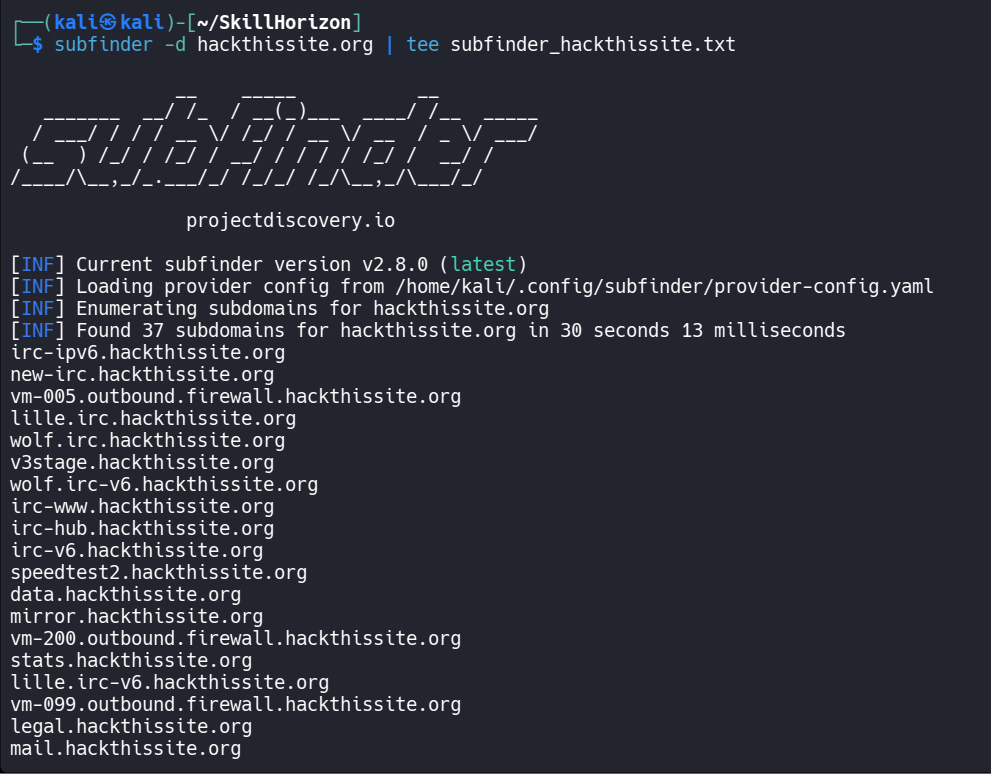 ┌──(kali㉿kali)-[~/SkillHorizon]
└─$ subfinder -d hackthissite.org | tee subfinder_hackthissite.txt
               __    _____           __
   _______  __/ /_  / __(_)___  ____/ /__  _____
  / ___/ / / / __ \/ /_/ / __ \/ __  / _ \/ ___/
 (__  ) /_/ / /_/ / __/ / / / / /_/ /  __/ /
/____/\__,_/_.___/_/ /_/_/ /_/\__,_/\___/_/
projectdiscovery.io
[INF] Current subfinder version v2.8.0 (latest)
[INF] Loading provider config from /home/kali/.config/subfinder/provider-config.yaml
[INF] Enumerating subdomains for hackthissite.org
[INF] Found 37 subdomains for hackthissite.org in 30 seconds 13 milliseconds
irc-ipv6.hackthissite.org
new-irc.hackthissite.org
vm-005.outbound.firewall.hackthissite.org
lille.irc.hackthissite.org
wolf.irc.hackthissite.org
v3stage.hackthissite.org
wolf.irc-v6.hackthissite.org
irc-www.hackthissite.org
irc-hub.hackthissite.org
irc-v6.hackthissite.org
speedtest2.hackthissite.org
data.hackthissite.org
mirror.hackthissite.org
vm-200.outbound.firewall.hackthissite.org
stats.hackthissite.org
lille.irc-v6.hackthissite.org
vm-099.outbound.firewall.hackthissite.org
legal.hackthissite.org
mail.hackthissite.org